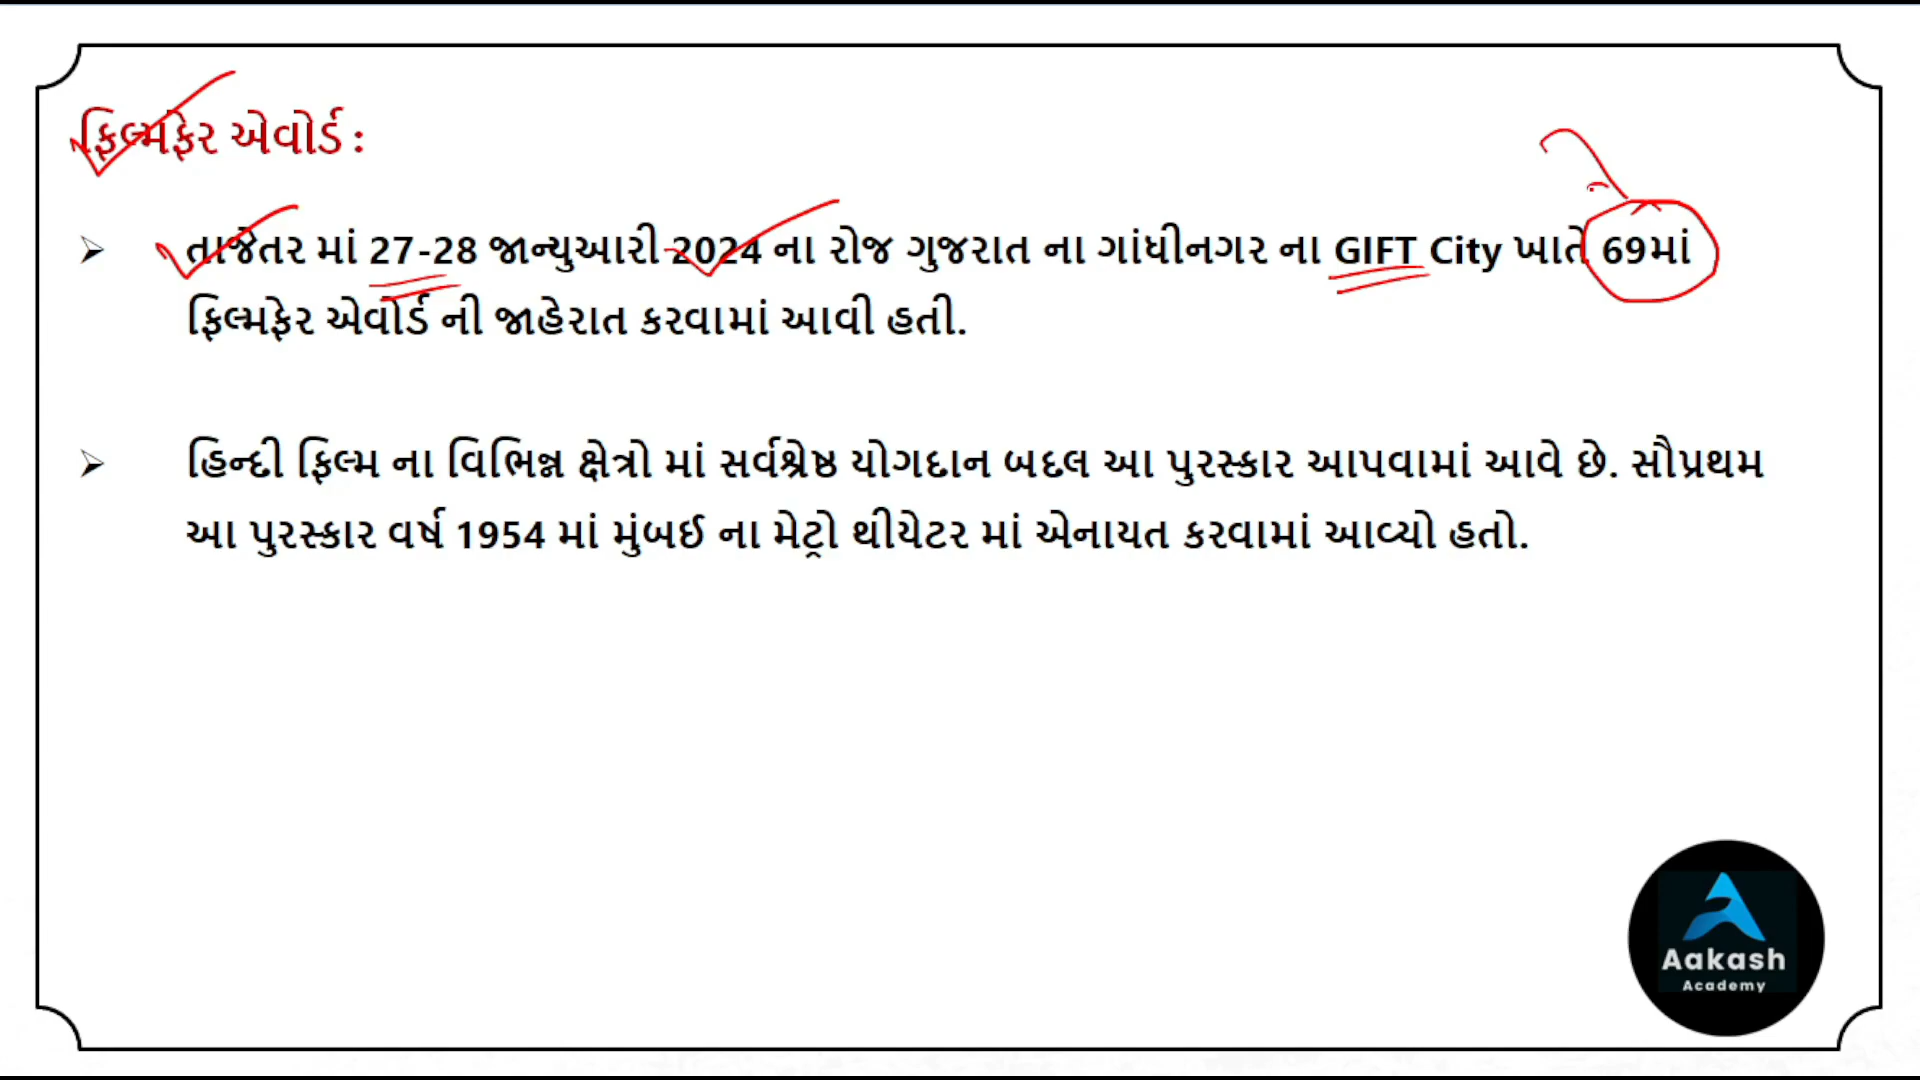 ફિલ્મફેર એવોર્ડ :
➢ તાજેતર માં 27-28 જાન્યુઆરી 2024 ના રોજ ગુજરાત ના ગાંધીનગર ના GIFT City ખાતે 69માં
ફિલ્મફેર એવોર્ડ ની જાહેરાત કરવામાં આવી હતી.
➢ હિન્દી ફિલ્મ ના વિભિન્ન ક્ષેત્રો માં સર્વશ્રેષ્ઠ યોગદાન બદલ આ પુરસ્કાર આપવામાં આવે છે. સૌપ્રથમ
આ પુરસ્કાર વર્ષ 1954 માં મુંબઈ ના મેટ્રો થીયેટર માં એનાયત કરવામાં આવ્યો હતો.
Aakash
Academy